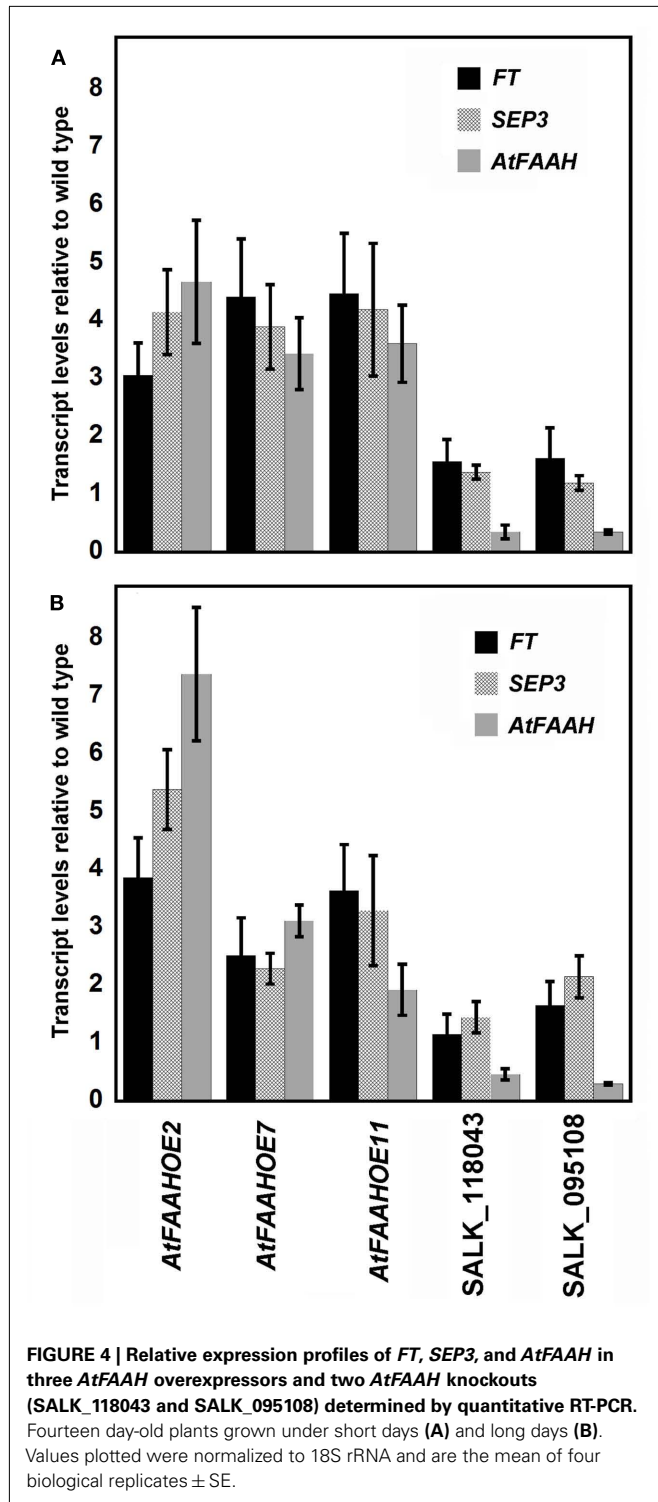 A
FT
SEP3
AtFAAH
Transcript levels relative to wild type
8
7
6
5
4
3
2
1
0
B
FT
SEP3
AtFAAH
Transcript levels relative to wild type
8
7
6
5
4
3
2
1
0
AtFAAHOE2
AtFAAHOE7
AtFAAHOE11
SALK_118043
SALK_095108
FIGURE 4 | Relative expression profiles of FT, SEP3, and AtFAAH in
three AtFAAH overexpressors and two AtFAAH knockouts
(SALK_118043 and SALK_095108) determined by quantitative RT-PCR.
Fourteen day-old plants grown under short days (A) and long days (B).
Values plotted were normalized to 18S rRNA and are the mean of four
biological replicates ± SE.